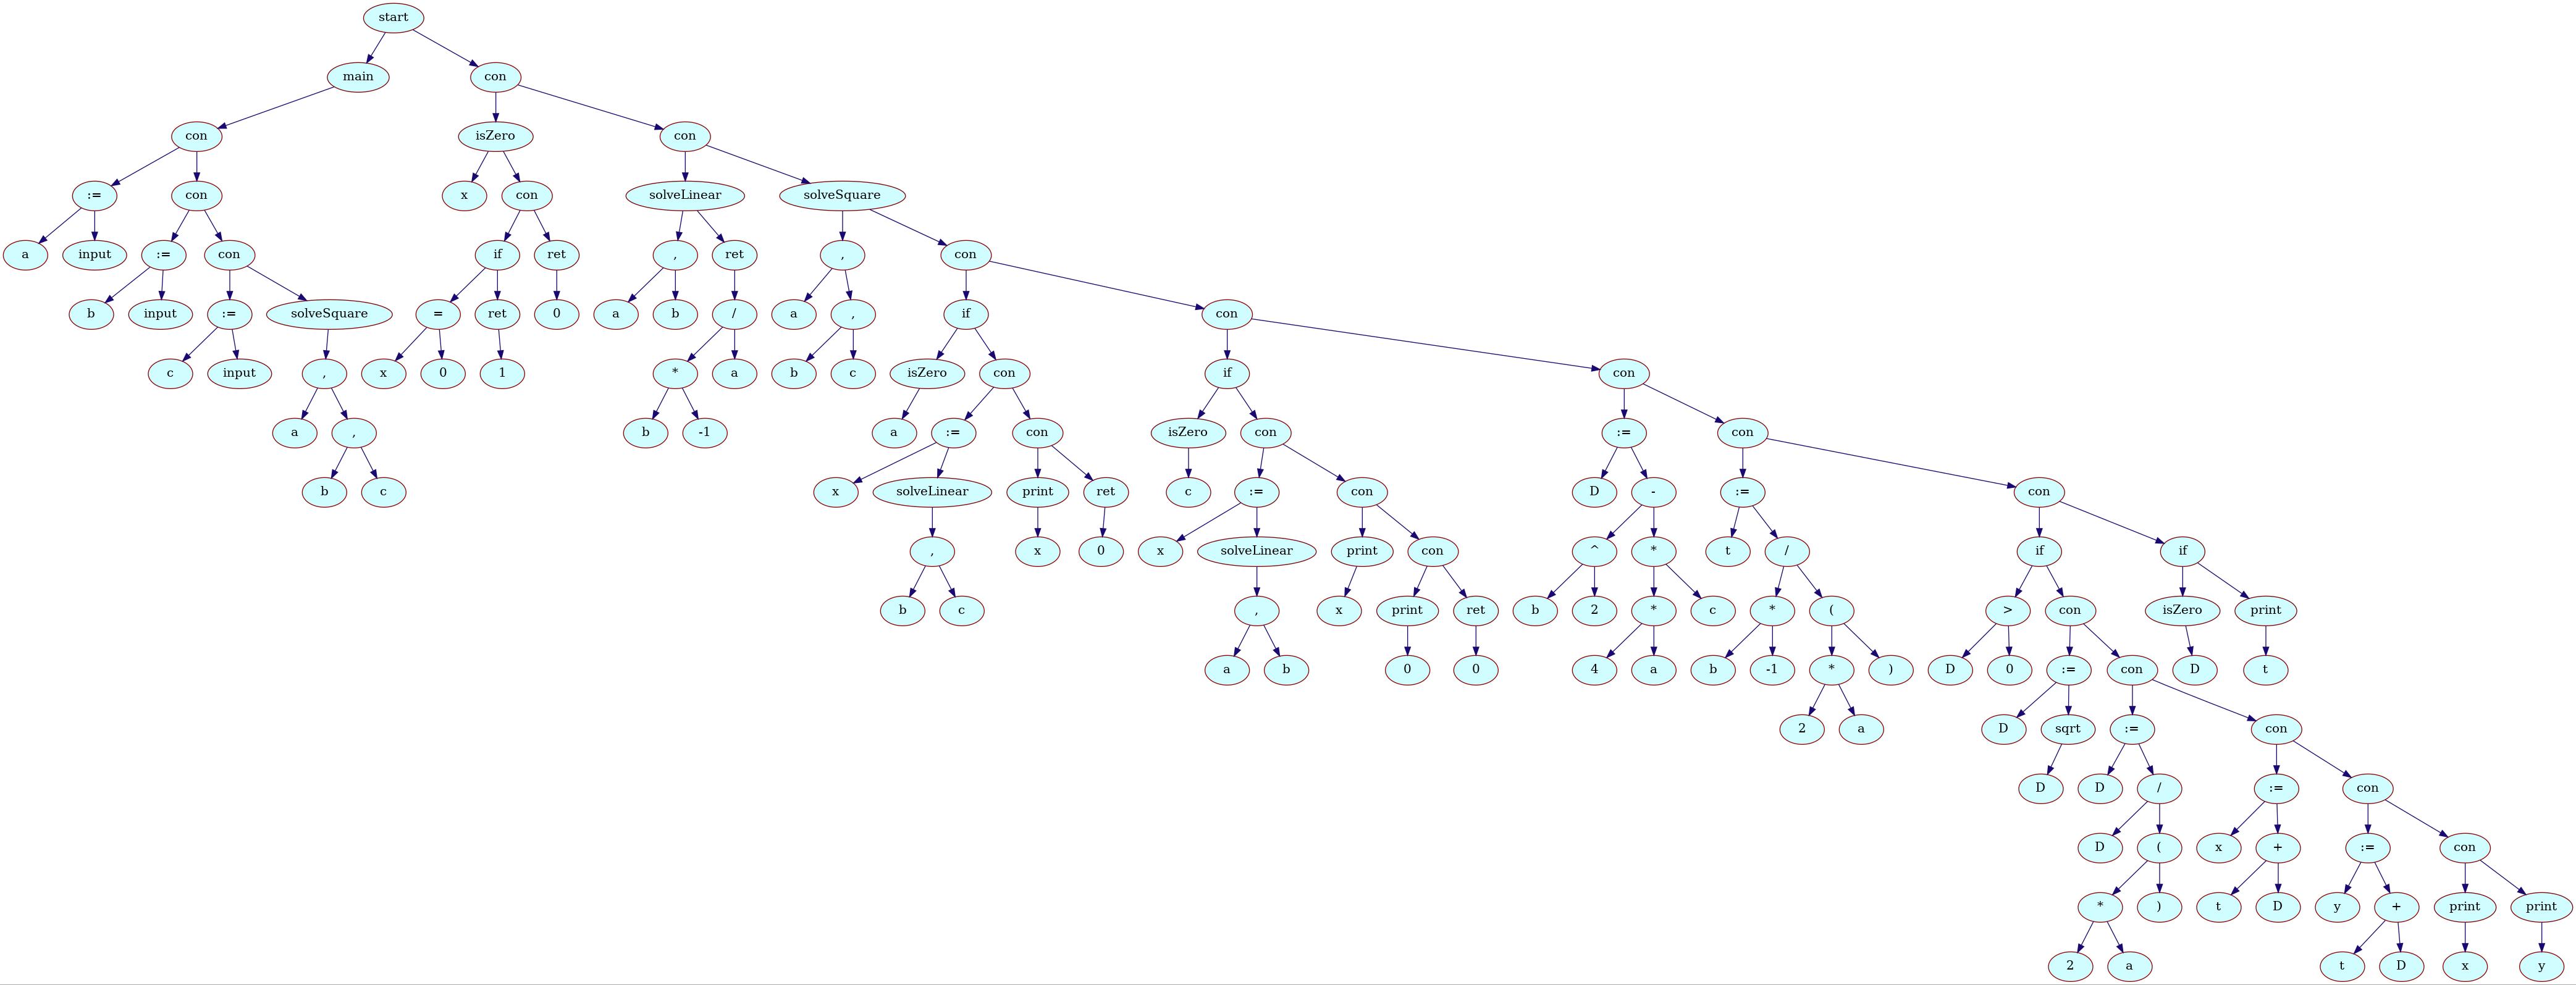 start
main con
con isZero con
:= con x con solveLinear solveSquare
a input := con if ret , ret , con
b input := solveSquare = ret 0 a b / a , if con
c input , x 0 1 * a b c isZero con if con
a , b -1 a := con isZero con := con
b c x solveLinear print ret c := con D - := con
, x 0 x solveLinear print con ^ * t / if if
b c , x print ret b 2 * c * ( > con isZero print
a b 0 0 4 a b -1 * ) D 0 := con D t
2 a D sqrt := con
D D / := con
D ( x + := con
* ) t D y + print print
2 a t D x y